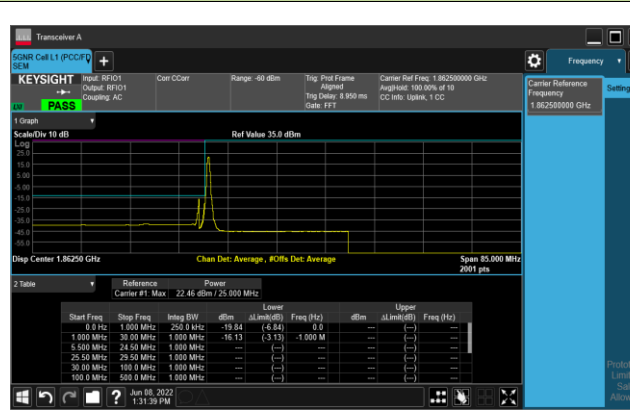 Transceiver A
5GNR Cell L1 (PCC/F
SEM
+
Frequency
KEYSIGHT
Input: RFIO1
Output: RFIO1
Coupling: AC
Corr CCorr
Range: -60 dBm
Trig: Prot Frame
Aligned
Trig Delay: 8.950 ms
Gate: FFT
Carrier Ref Freq: 1.862500000 GHz
Avg|Hold: 100.00% of 10
CC Info: Uplink, 1 CC
PASS
Carrier Reference
Frequency
1.862500000 GHz
Setting
1 Graph
Scale/Div 10 dB
Ref Value 35.0 dBm
Log
25.0
15.0
5.00
-5.00
-15.0
-25.0
-35.0
-45.0
-55.0
Disp Center 1.86250 GHz
Chan Det: Average , #Offs Det: Average
Span 85.000 MHz
2001 pts
2 Table
Reference Power
Carrier #1: Max 22.46 dBm / 25.000 MHz
Lower Upper
Start Freq Stop Freq Integ BW dBm ΔLimit(dB) Freq (Hz) dBm ΔLimit(dB) Freq (Hz)
0.0 Hz 1.000 MHz 250.0 kHz -19.84 (-6.84) 0.0 --- (---) ---
1.000 MHz 30.00 MHz 1.000 MHz -16.13 (-3.13) -1.000 M --- (---) ---
5.500 MHz 24.50 MHz 1.000 MHz --- (---) --- --- (---) ---
25.50 MHz 29.50 MHz 1.000 MHz --- (---) --- --- (---) ---
30.00 MHz 100.0 MHz 1.000 MHz --- (---) --- --- (---) ---
100.0 MHz 500.0 MHz 1.000 MHz --- (---) --- --- (---) ---
Limi
Allow
?
Jun 08, 2022
1:31:39 PM